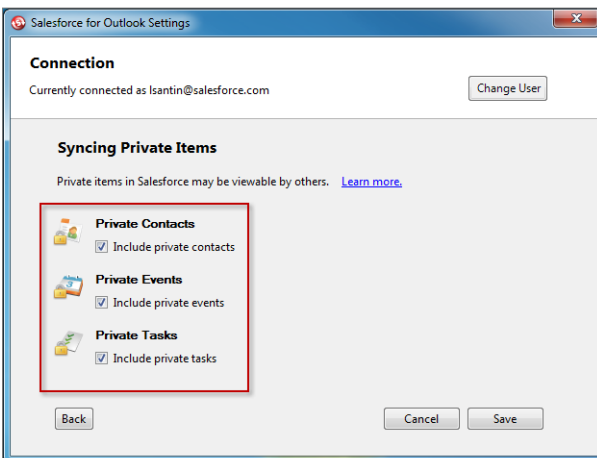 Salesforce for Outlook Settings
Connection
Currently connected as lsantin@salesforce.com
Change User
Syncing Private Items
Private items in Salesforce may be viewable by others. Learn more.
Private Contacts
Include private contacts
Private Events
Include private events
Private Tasks
Include private tasks
Back
Cancel
Save